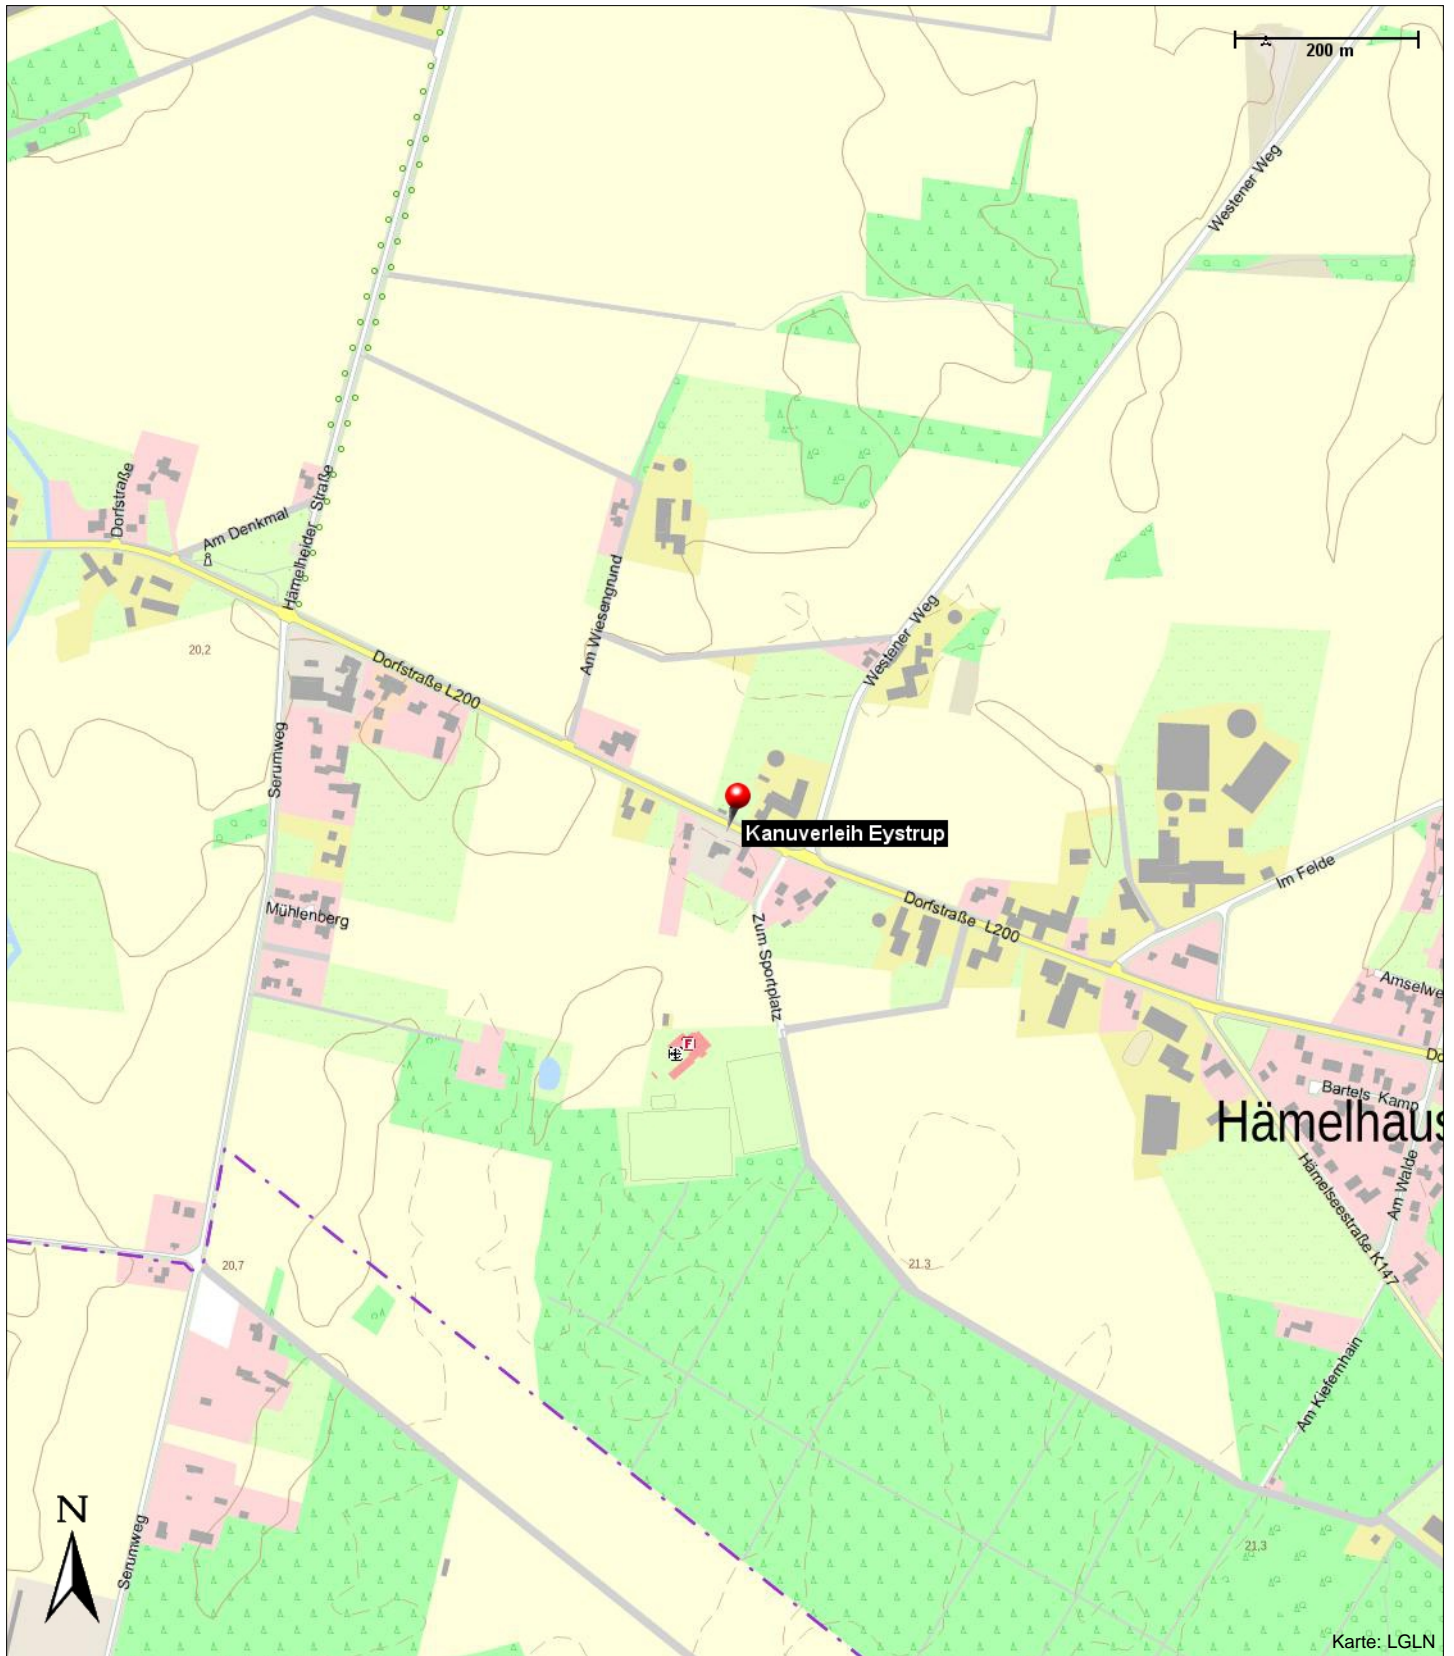 200 m
Westener Weg
Dorfstraße
Am Denkmal
Hämelheider Straße
Am Wiesengrund
Westener Weg
20,2
Dorfstraße L200
Serumweg
Kanuverleih Eystrup
Im Felde
Mühlenberg
Dorfstraße L200
Zum Sportplatz
Amselwe
F
Do
Bartels Kamp
Hämelhaus
Am Walde
Hämelseestraße K147
20,7
21.3
Am Kiefernhain
N
Serumweg
21,3
Karte: LGLN